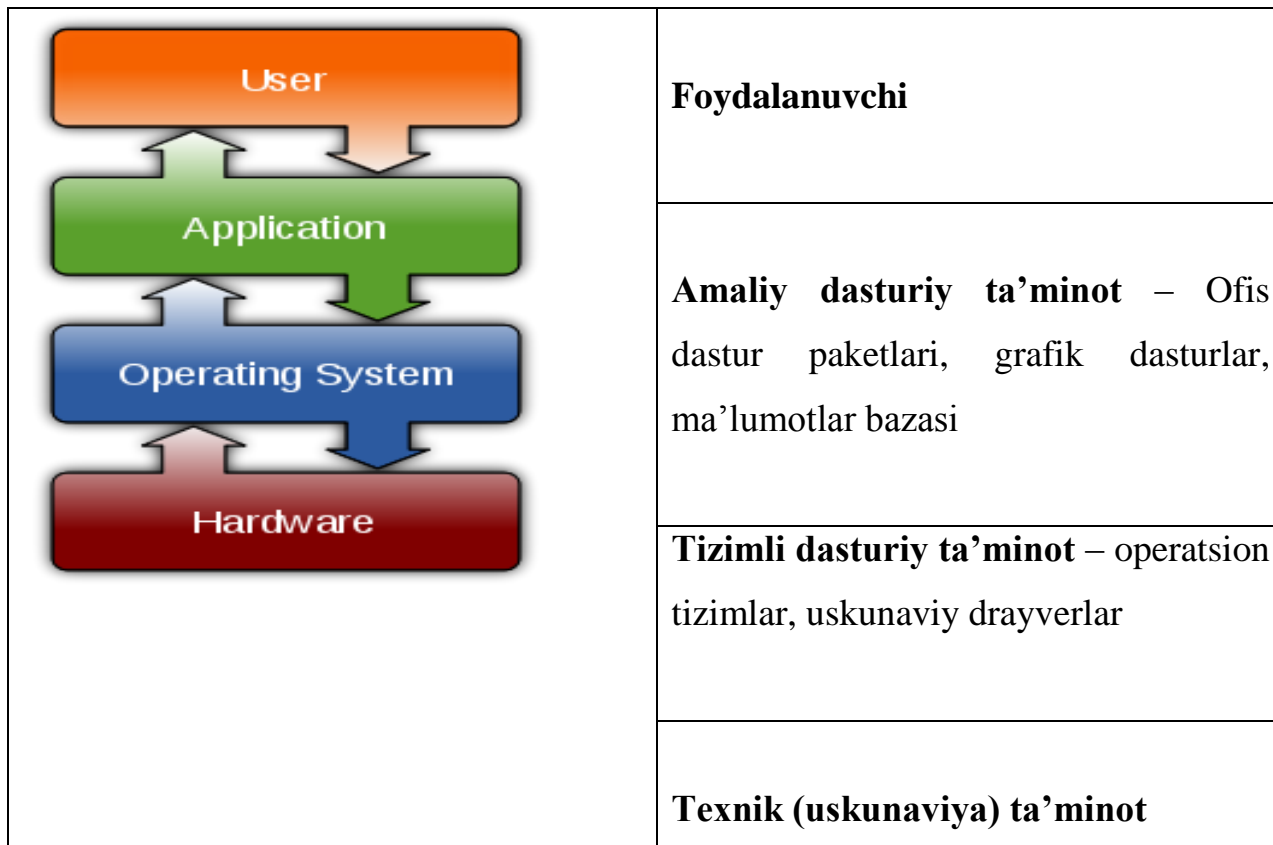 User
Application
Operating System
Hardware
Foydalanuvchi
Amaliy dasturiy ta’minot – Ofis
dastur paketlari, grafik dasturlar,
ma’lumotlar bazasi
Tizimli dasturiy ta’minot – operatsion
tizimlar, uskunaviy drayverlar
Texnik (uskunaviya) ta’minot